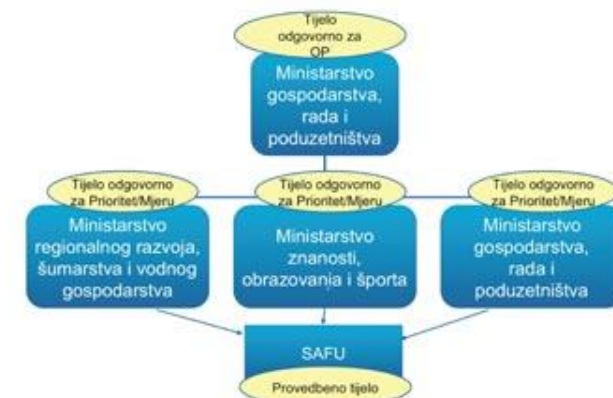 Tijelo
odgovorno za
OP
Ministarstvo
gospodarstva,
rada i
poduzetništva
Tijelo odgovorno
za Prioritet/Mjeru
Ministarstvo
regionalnog razvoja,
šumarstva i vodnog
gospodarstva
Tijelo odgovorno
za Prioritet/Mjeru
Ministarstvo
znanosti,
obrazovanja i športa
Tijelo odgovorno
za Prioritet/Mjeru
Ministarstvo
gospodarstva,
rada i
poduzetništva
SAFU
Provedbeno tijelo